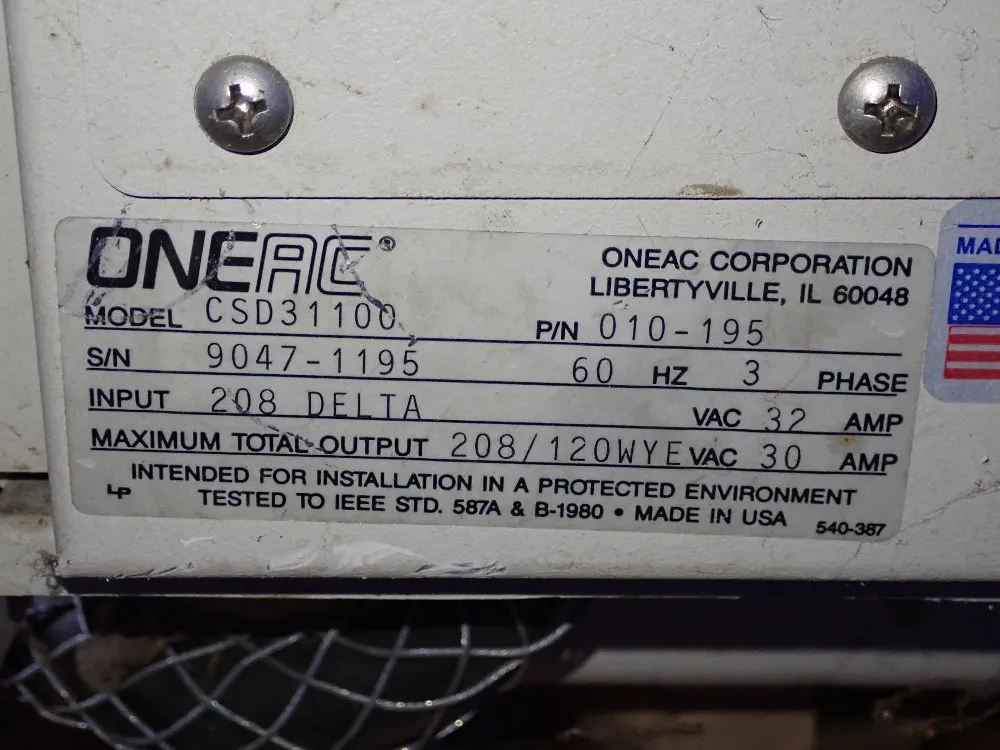 ONEAC®
ONEAC CORPORATION
LIBERTYVILLE, IL 60048
MODEL CSD31100 P/N 010-195
S/N 9047-1195 60 HZ 3 PHASE
INPUT 208 DELTA VAC 32 AMP
MAXIMUM TOTAL OUTPUT 208/120WYE VAC 30 AMP
INTENDED FOR INSTALLATION IN A PROTECTED ENVIRONMENT
LP TESTED TO IEEE STD. 587A & B-1980 • MADE IN USA 540-387